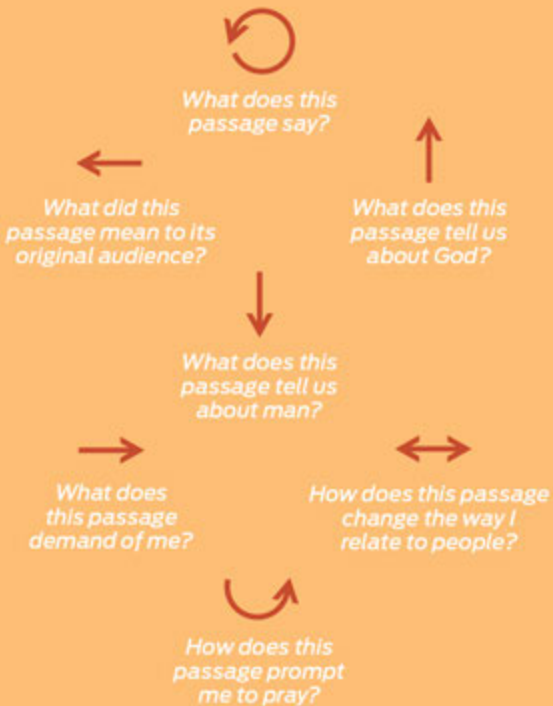 What does this
passage say?
What did this
passage mean to its
original audience?
What does this
passage tell us
about God?
What does this
passage tell us
about man?
What does
this passage
demand of me?
How does this passage
change the way I
relate to people?
How does this
passage prompt
me to pray?